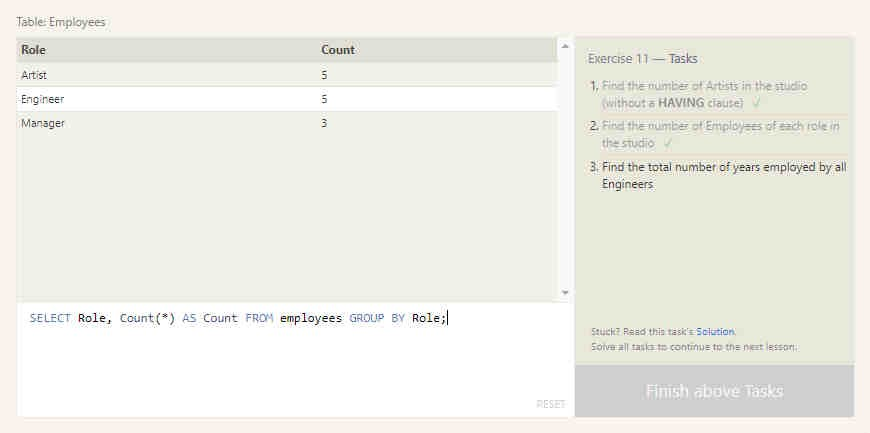 Table: Employees
Role Count
Artist 5
Engineer 5
Manager 3
SELECT Role, Count(*) AS Count FROM employees GROUP BY Role;
RESET
Exercise 11 — Tasks
1. Find the number of Artists in the studio
(without a HAVING clause) ✓
2. Find the number of Employees of each role in
the studio ✓
3. Find the total number of years employed by all
Engineers
Stuck? Read this task's Solution.
Solve all tasks to continue to the next lesson.
Finish above Tasks